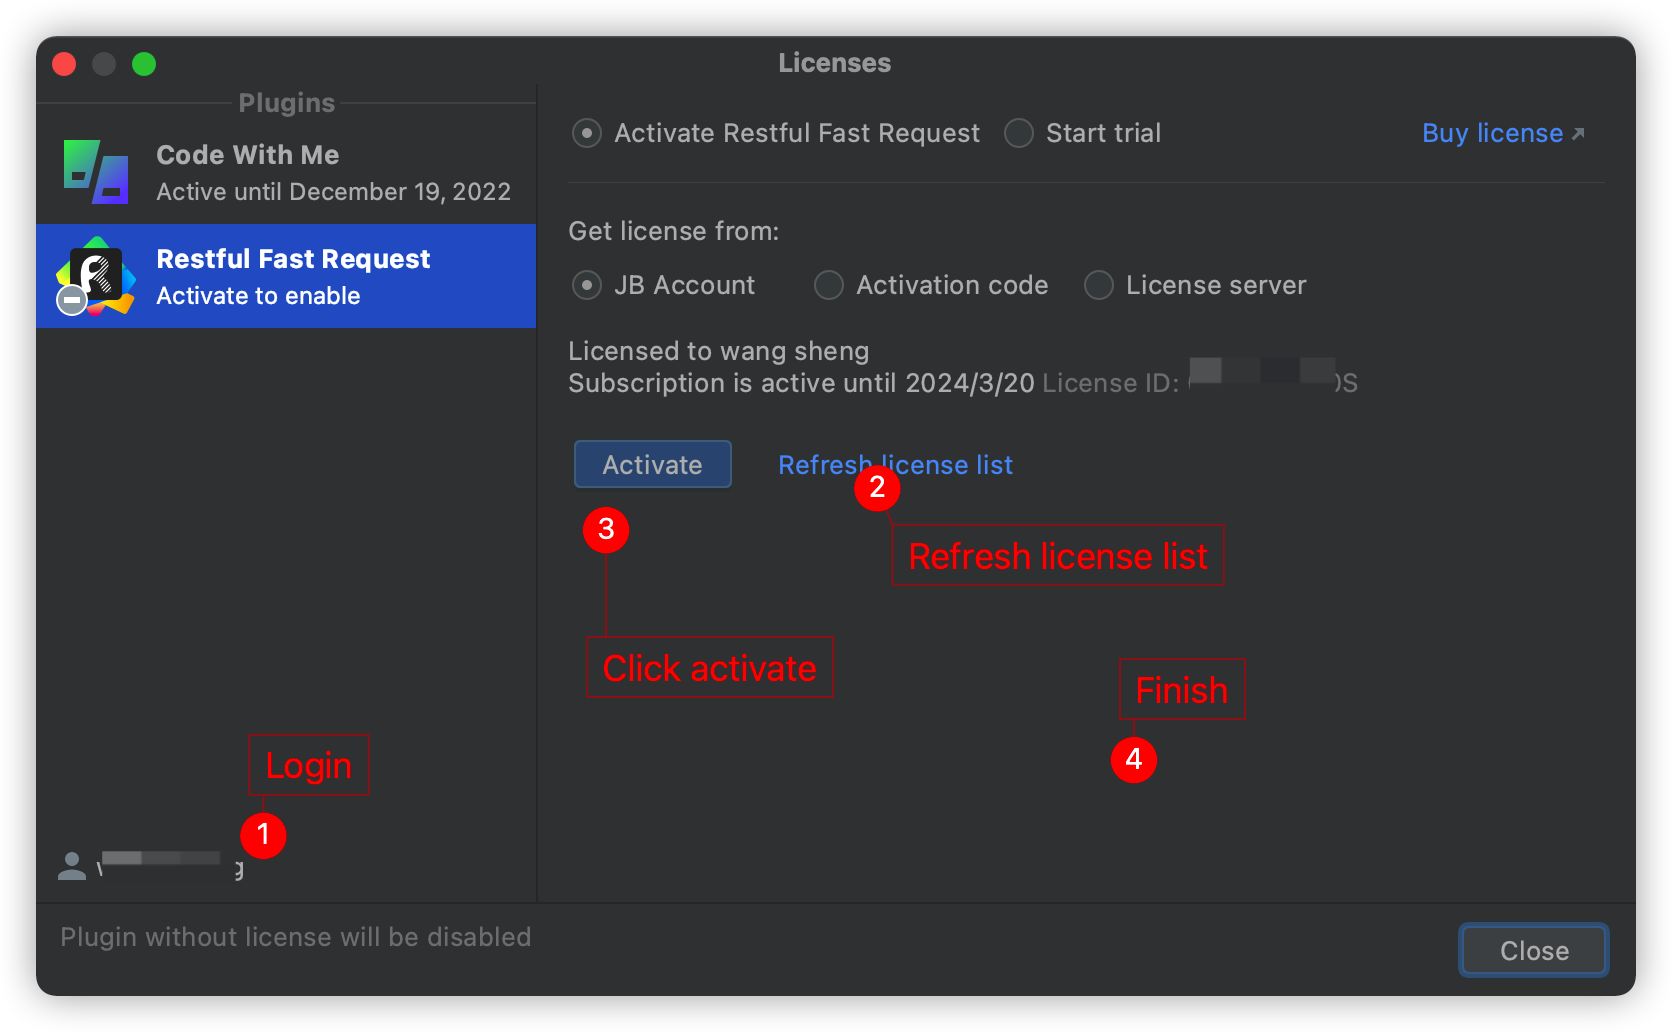 Licenses
Plugins
Code With Me
Active until December 19, 2022
Restful Fast Request
Activate to enable
Activate Restful Fast Request
Start trial
Buy license
Get license from:
JB Account
Activation code
License server
Licensed to wang sheng
Subscription is active until 2024/3/20 License ID:
Activate
Refresh license list
2
Refresh license list
3
Click activate
Finish
4
Login
1
Plugin without license will be disabled
Close